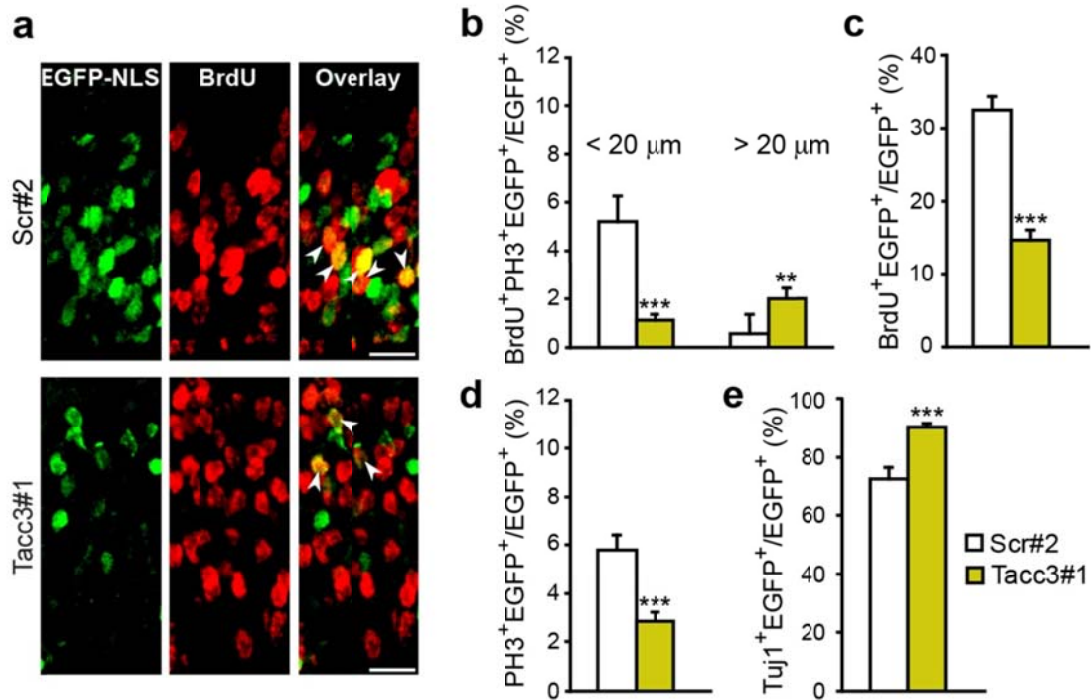 a
EGFP-NLS BrdU Overlay
Scr#2
Tacc3#1
b
BrdU⁺PH3⁺EGFP⁺/EGFP⁺ (%)
12
10
8
6
4
2
0
< 20 µm > 20 µm
***
**
c
BrdU⁺EGFP⁺/EGFP⁺ (%)
40
30
20
10
0
***
d
PH3⁺EGFP⁺/EGFP⁺ (%)
12
10
8
6
4
2
0
***
e
Tuj1⁺EGFP⁺/EGFP⁺ (%)
100
80
60
40
20
0
***
Scr#2
Tacc3#1